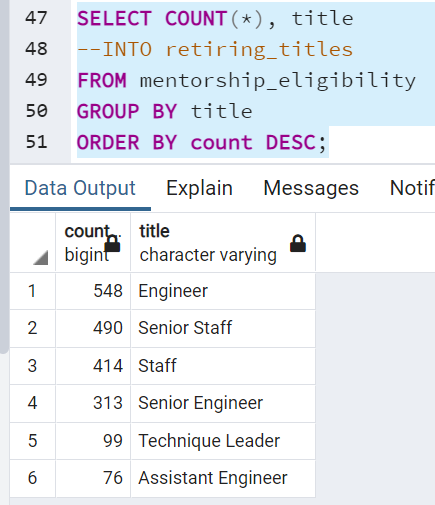 47 SELECT COUNT(*), title
48 --INTO retiring_titles
49 FROM mentorship_eligibility
50 GROUP BY title
51 ORDER BY count DESC;
Data Output Explain Messages Notif
count.. title
bigint character varying
1 548 Engineer
2 490 Senior Staff
3 414 Staff
4 313 Senior Engineer
5 99 Technique Leader
6 76 Assistant Engineer